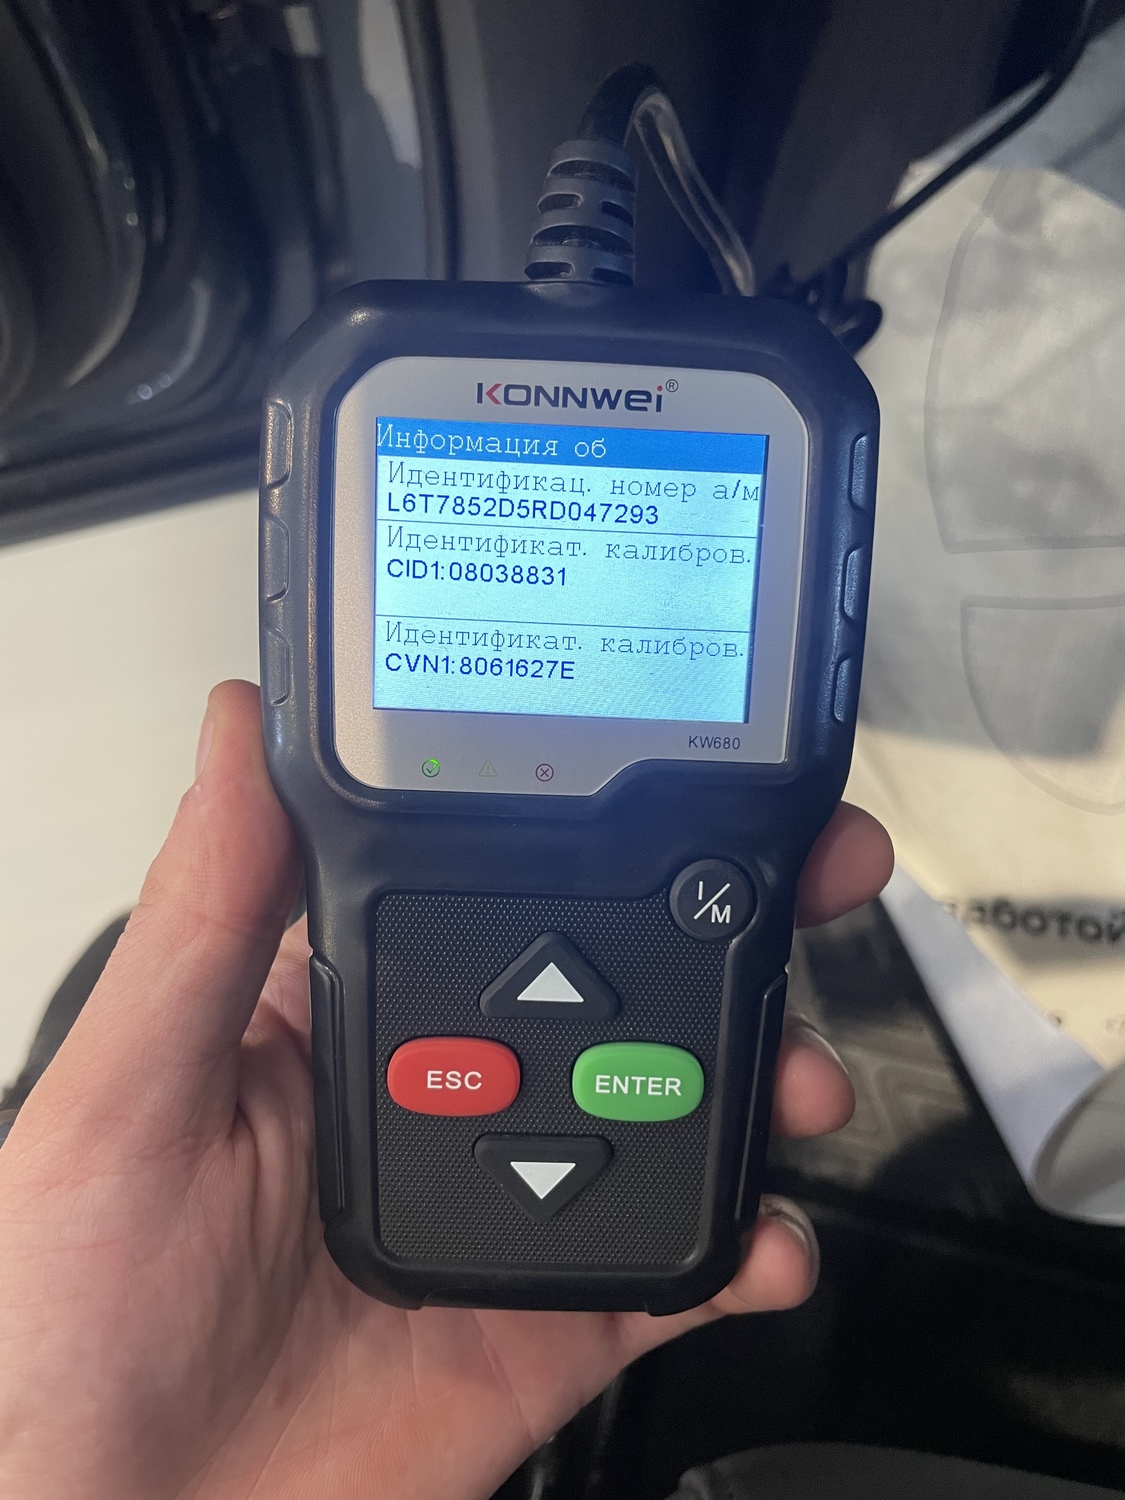 KONNWEI®
Информация об
Идентификац. номер а/м
L6T7852D5RD047293
Идентификат. калибров.
CID1:08038831
Идентификат. калибров.
CVN1:8061627E
KW680
I/M
ESC
ENTER